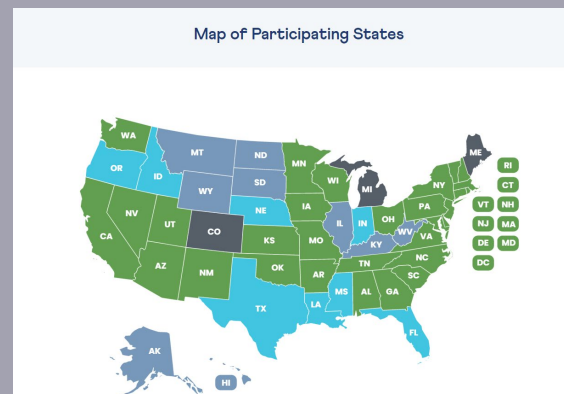 Map of Participating States
WA
MT
ND
MN
ME
OR
ID
SD
WI
MI
NY
RI
WY
IA
PA
CT
NE
NV
UT
CO
IL
IN
OH
WV
VT
NH
CA
KS
MO
KY
VA
NJ
MA
AZ
NM
OK
AR
TN
NC
DE
MD
SC
DC
MS
AL
GA
TX
LA
FL
AK
HI